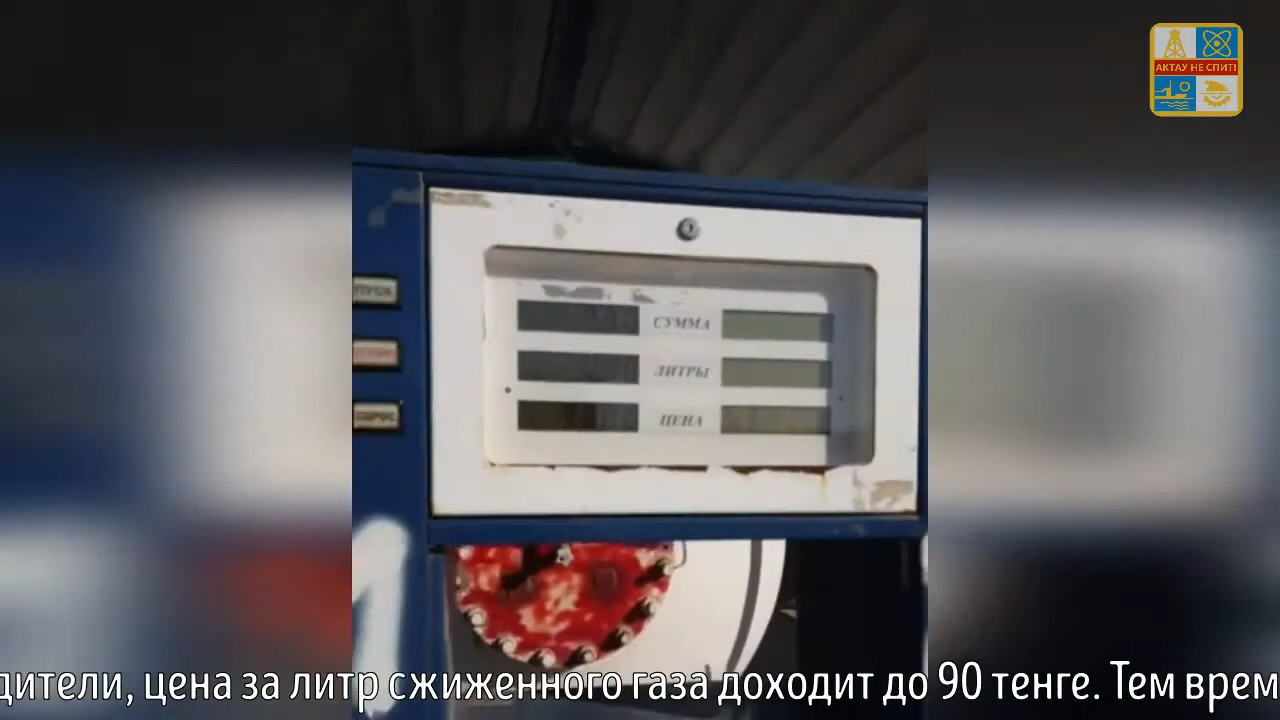 АКТАУ НЕ СПИТ!
СУММА
ЛИТРЫ
ЦЕНА
дители, цена за литр сжиженного газа доходит до 90 тенге. Тем врем